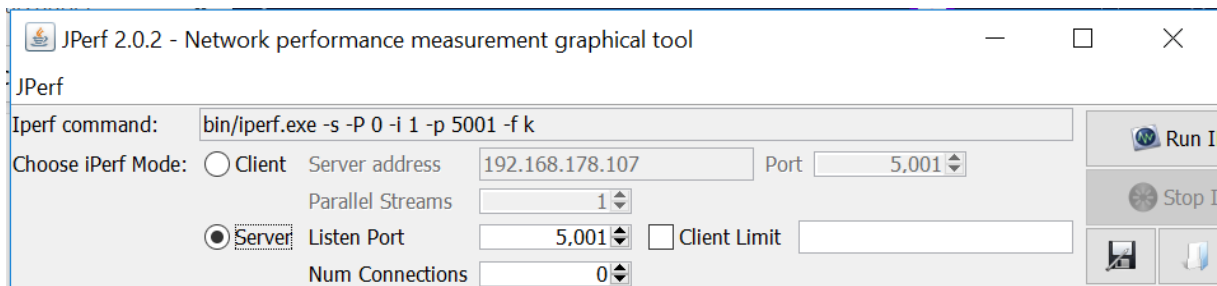 JPerf 2.0.2 - Network performance measurement graphical tool
JPerf
Iperf command: bin/iperf.exe -s -P 0 -i 1 -p 5001 -f k
Run I
Choose iPerf Mode: Client Server address 192.168.178.107 Port 5,001
Parallel Streams 1
Stop I
Server Listen Port 5,001 Client Limit
Num Connections 0